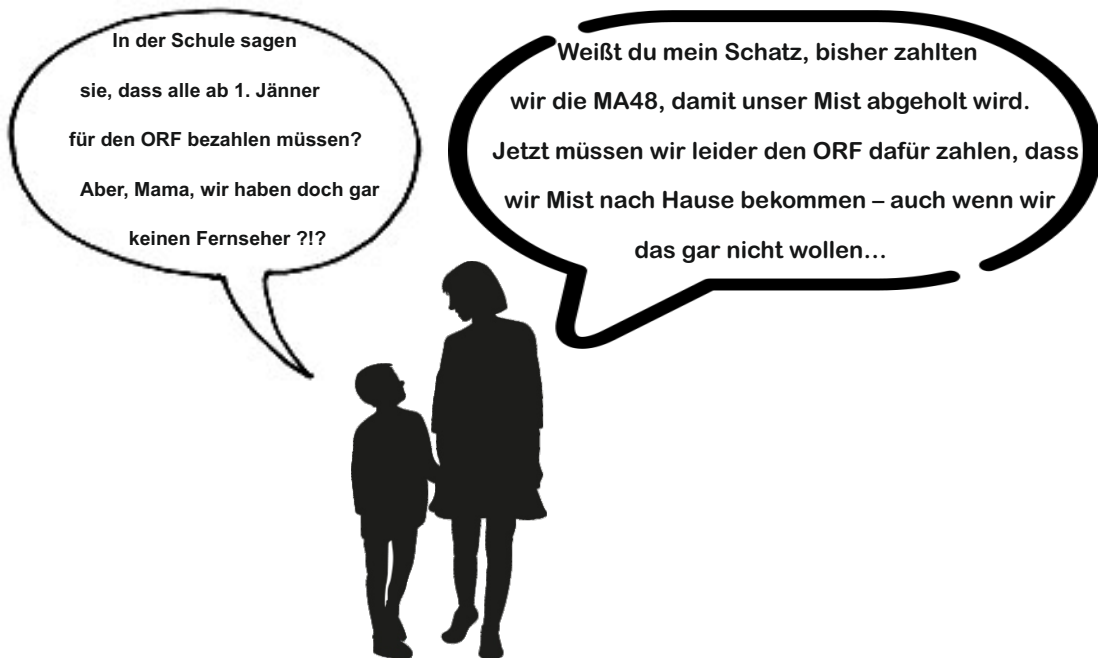 In der Schule sagen
sie, dass alle ab 1. Jänner
für den ORF bezahlen müssen?
Aber, Mama, wir haben doch gar
keinen Fernseher ?!?
Weißt du mein Schatz, bisher zahlten
wir die MA48, damit unser Mist abgeholt wird.
Jetzt müssen wir leider den ORF dafür zahlen, dass
wir Mist nach Hause bekommen – auch wenn wir
das gar nicht wollen…